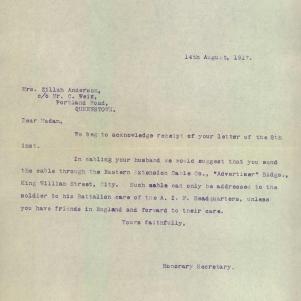 14th August, 1917.
Mrs. Zillah Anderson,
c/o Mr. C. Weik,
Portland Road,
QUEENSTOWN.
Dear Madam,
We beg to acknowledge receipt of your letter of the 8th
inst.
In cabling your husband we would suggest that you send
the cable through the Eastern Extension Cable Co., "Advertiser" Bldgs.,
King William Street, City. Such cable can only be addressed to the
soldier to his Battalion care of the A. I. F. Headquarters, unless
you have friends in England and forward to their care.
Yours faithfully,
Honorary Secretary.